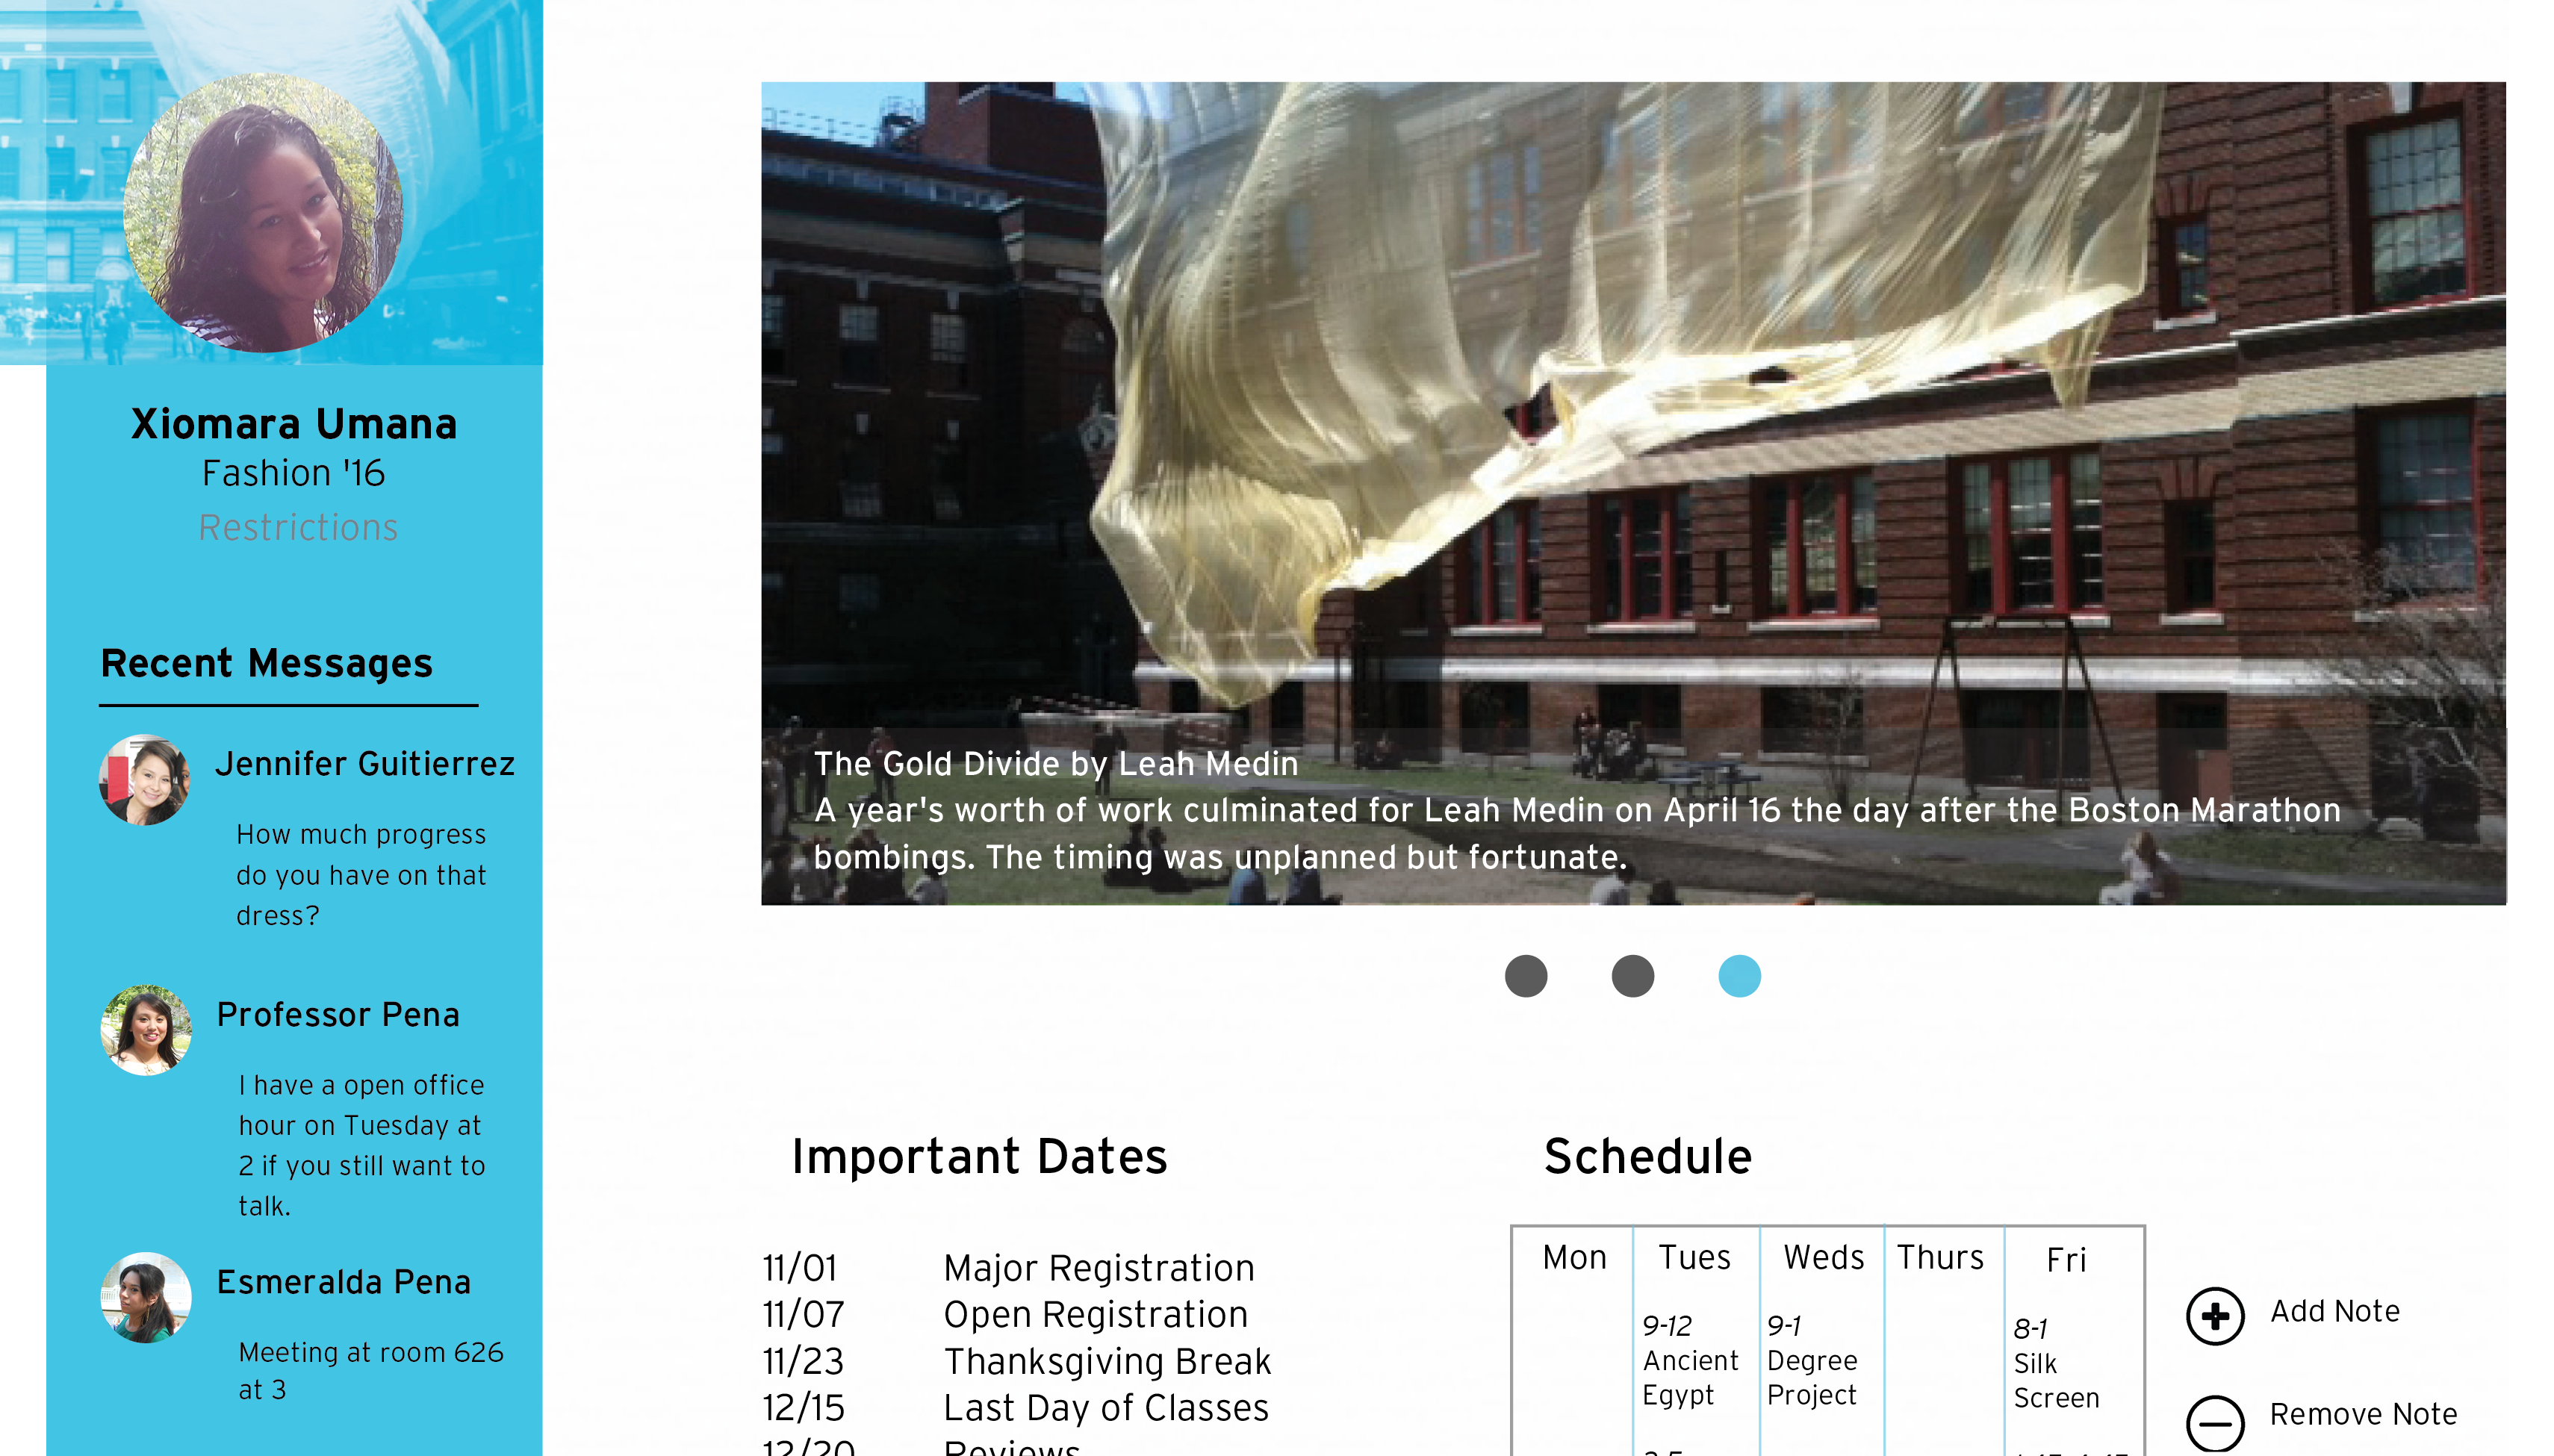 Xiomara Umana
Fashion '16
Restrictions
Recent Messages
Jennifer Guitierrez
How much progress
do you have on that
dress?
Professor Pena
I have a open office
hour on Tuesday at
2 if you still want to
talk.
Esmeralda Pena
Meeting at room 626
at 3
The Gold Divide by Leah Medin
A year's worth of work culminated for Leah Medin on April 16 the day after the Boston Marathon
bombings. The timing was unplanned but fortunate.
Important Dates
11/01 Major Registration
11/07 Open Registration
11/23 Thanksgiving Break
12/15 Last Day of Classes
12/20 Reviews
Schedule
Mon Tues Weds Thurs Fri
9-12
Ancient
Egypt
9-1
Degree
Project
8-1
Silk
Screen
Add Note
Remove Note